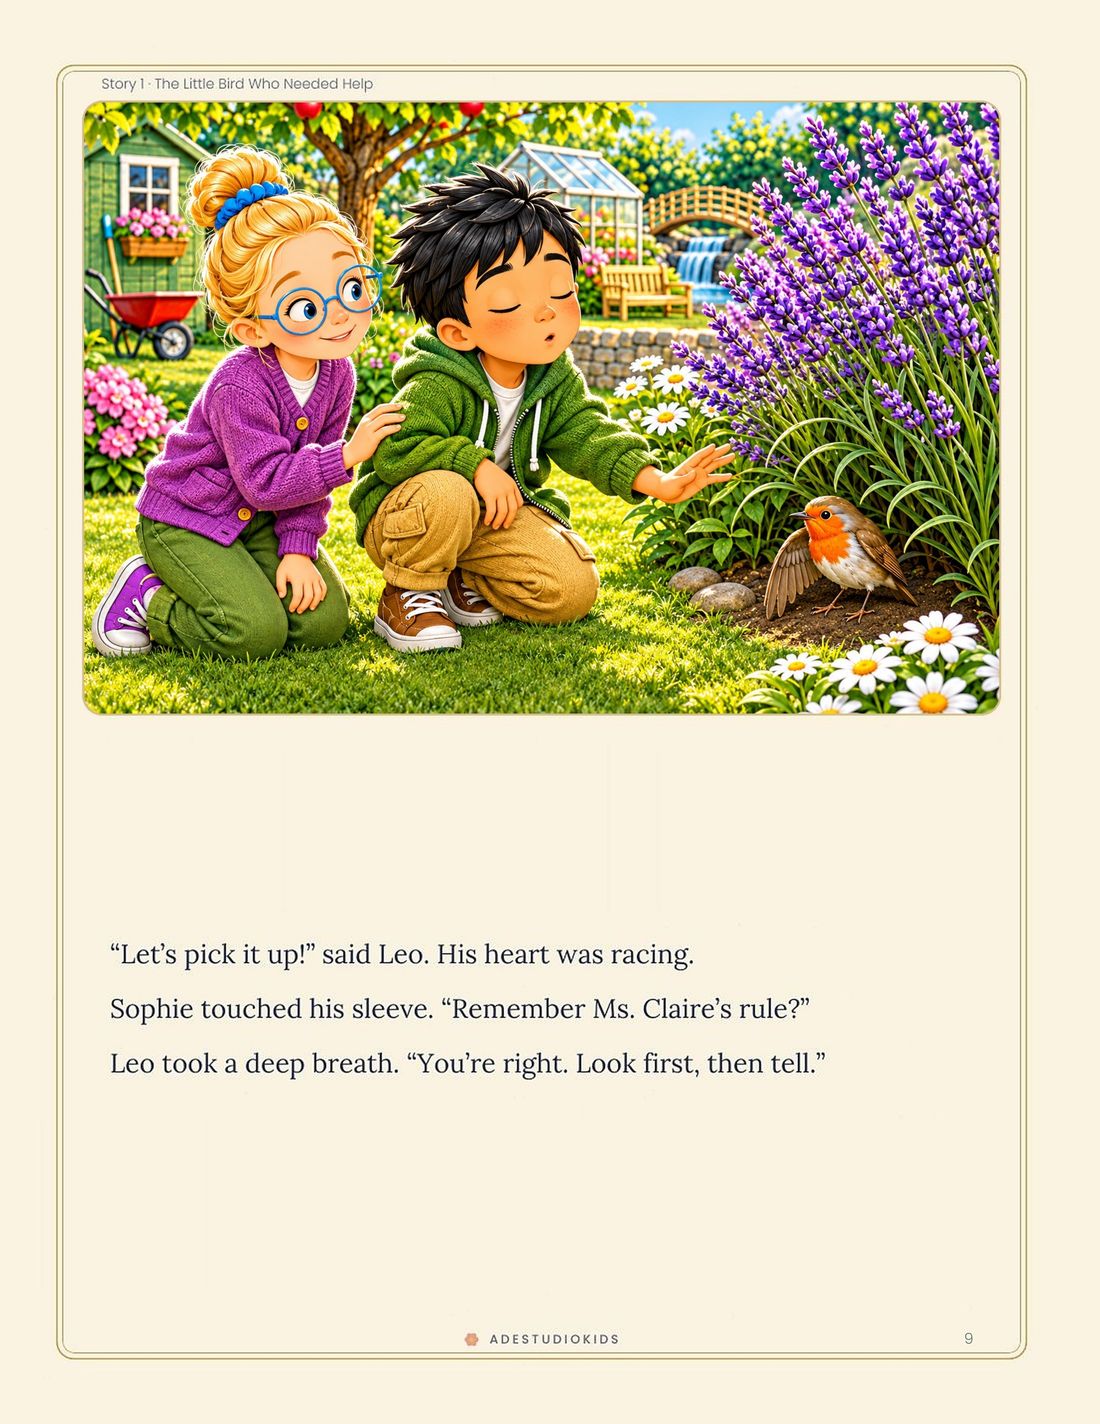 Story 1 · The Little Bird Who Needed Help
“Let’s pick it up!” said Leo. His heart was racing.
Sophie touched his sleeve. “Remember Ms. Claire’s rule?”
Leo took a deep breath. “You’re right. Look first, then tell.”
ADESTUDIOKIDS
9